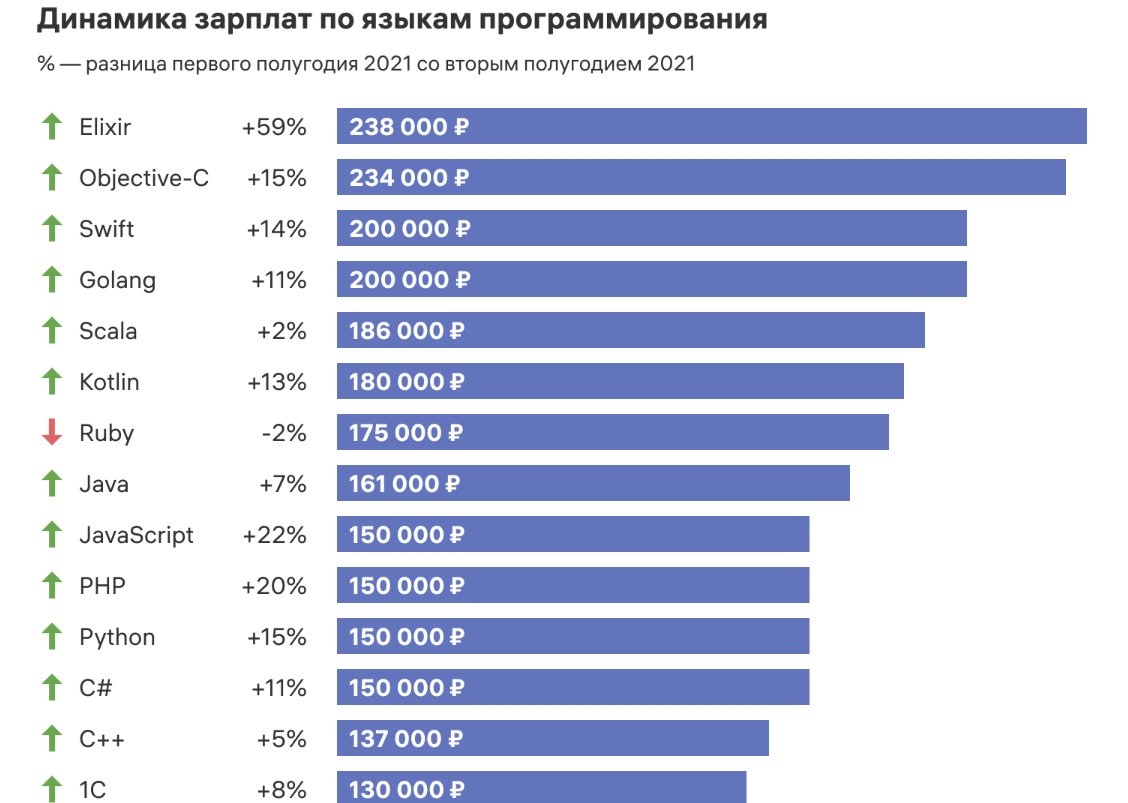 Динамика зарплат по языкам программирования
% — разница первого полугодия 2021 со вторым полугодием 2021
Elixir +59% 238 000 ₽
Objective-C +15% 234 000 ₽
Swift +14% 200 000 ₽
Golang +11% 200 000 ₽
Scala +2% 186 000 ₽
Kotlin +13% 180 000 ₽
Ruby -2% 175 000 ₽
Java +7% 161 000 ₽
JavaScript +22% 150 000 ₽
PHP +20% 150 000 ₽
Python +15% 150 000 ₽
C# +11% 150 000 ₽
C++ +5% 137 000 ₽
1C +8% 130 000 ₽